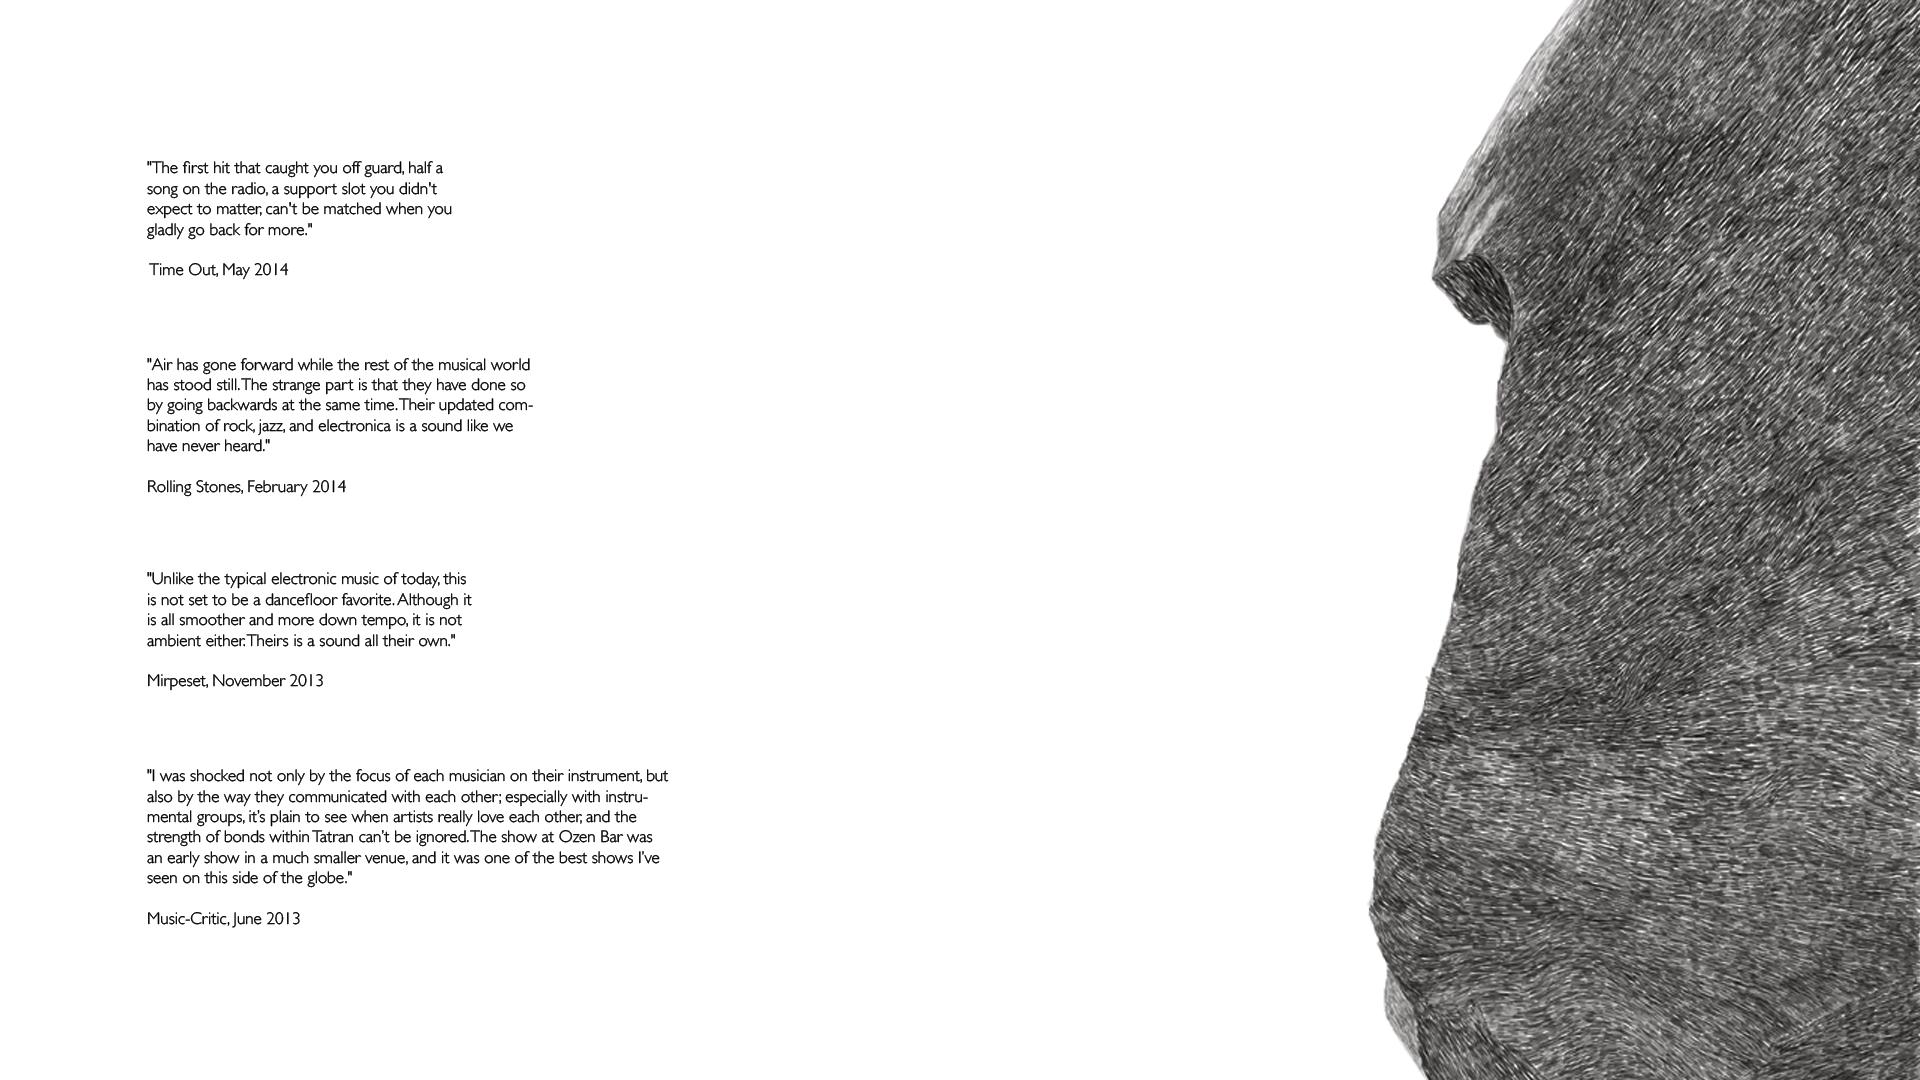 "The first hit that caught you off guard, half a
song on the radio, a support slot you didn't
expect to matter, can't be matched when you
gladly go back for more."
Time Out, May 2014
"Air has gone forward while the rest of the musical world
has stood still. The strange part is that they have done so
by going backwards at the same time. Their updated com-
bination of rock, jazz, and electronica is a sound like we
have never heard."
Rolling Stones, February 2014
"Unlike the typical electronic music of today, this
is not set to be a dancefloor favorite. Although it
is all smoother and more down tempo, it is not
ambient either. Theirs is a sound all their own."
Mirpeset, November 2013
"I was shocked not only by the focus of each musician on their instrument, but
also by the way they communicated with each other; especially with instru-
mental groups, it’s plain to see when artists really love each other, and the
strength of bonds within Tatran can’t be ignored. The show at Ozen Bar was
an early show in a much smaller venue, and it was one of the best shows I’ve
seen on this side of the globe."
Music-Critic, June 2013